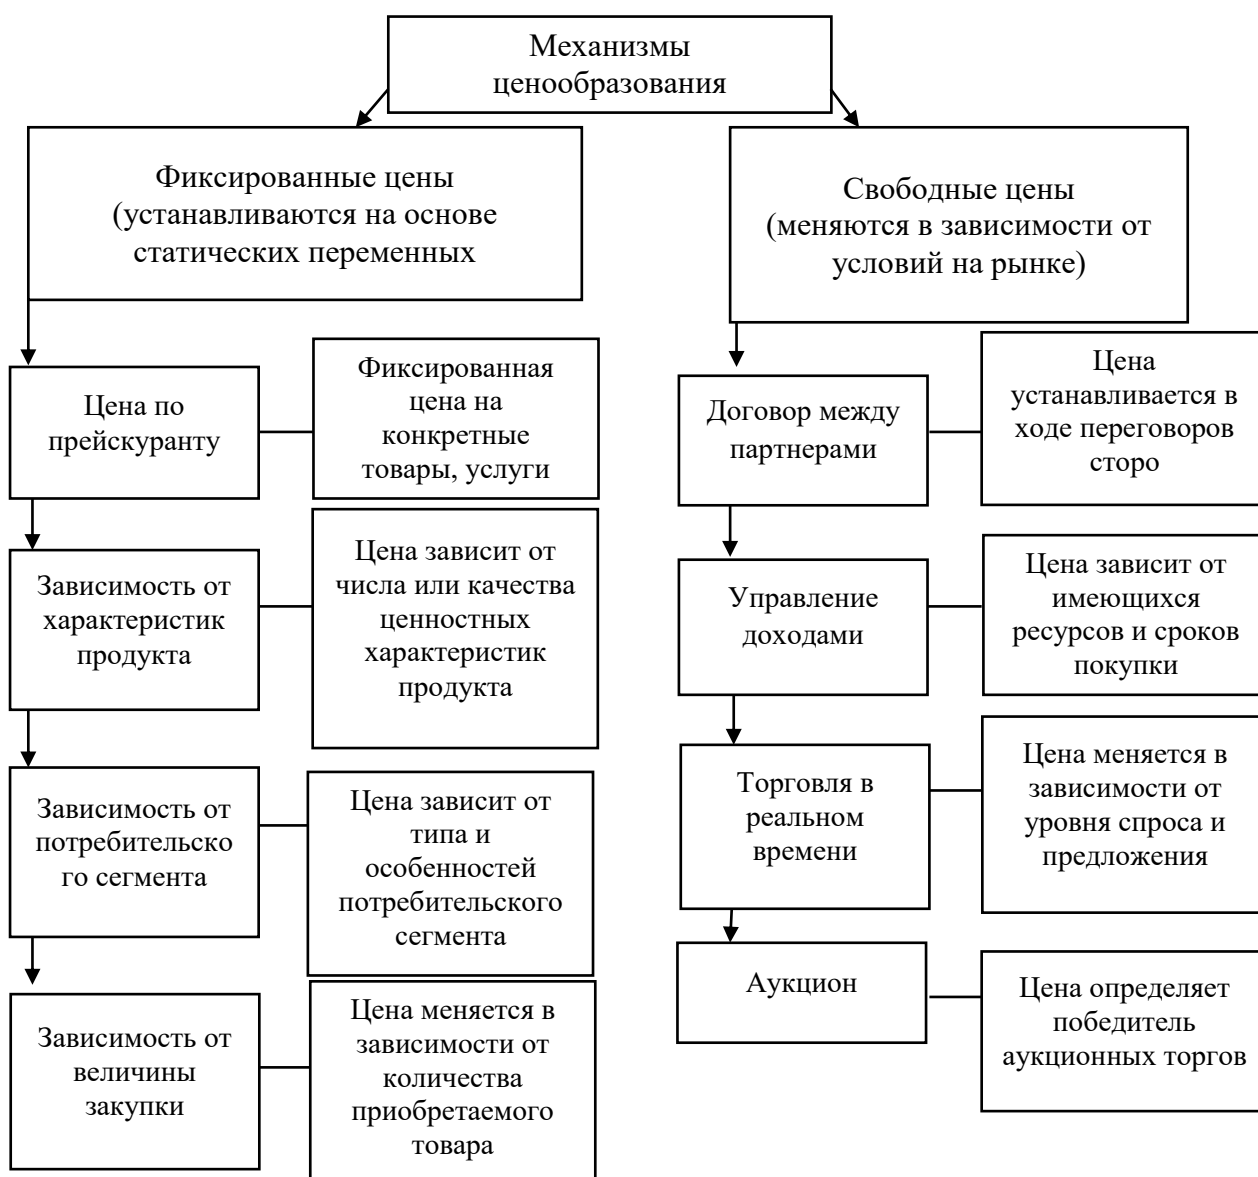 Механизмы
ценообразования
Фиксированные цены
(устанавливаются на основе
статических переменных
Свободные цены
(меняются в зависимости от
условий на рынке)
Цена по
прейскуранту
Фиксированная
цена на
конкретные
товары, услуги
Договор между
партнерами
Цена
устанавливается в
ходе переговоров
сторо
Зависимость от
характеристик
продукта
Цена зависит от
числа или качества
ценностных
характеристик
продукта
Управление
доходами
Цена зависит от
имеющихся
ресурсов и сроков
покупки
Зависимость от
потребительско
го сегмента
Цена зависит от
типа и
особенностей
потребительского
сегмента
Торговля в
реальном
времени
Цена меняется в
зависимости от
уровня спроса и
предложения
Зависимость от
величины
закупки
Цена меняется в
зависимости от
количества
приобретаемого
товара
Аукцион
Цена определяет
победитель
аукционных торгов